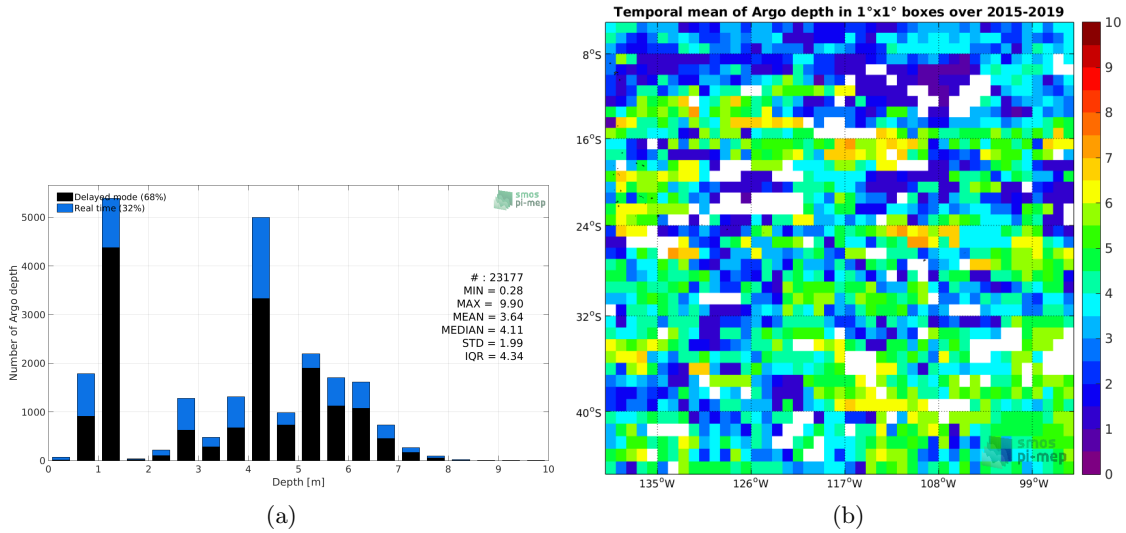 Delayed mode (68%)
Real time (32%)
smos
pi-mep
Number of Argo depth
5000
4000
3000
2000
1000
0
# : 23177
MIN = 0.28
MAX = 9.90
MEAN = 3.64
MEDIAN = 4.11
STD = 1.99
IQR = 4.34
0 1 2 3 4 5 6 7 8 9 10
Depth [m]
(a)
Temporal mean of Argo depth in 1°x1° boxes over 2015-2019
8°S
16°S
24°S
32°S
40°S
135°W 126°W 117°W 108°W 99°W
smos
pi-mep
10
9
8
7
6
5
4
3
2
1
0
(b)